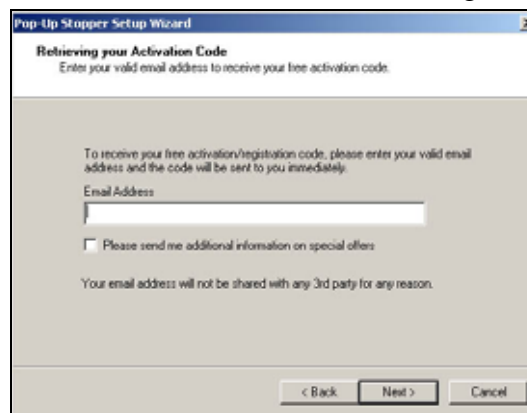 Pop-Up Stopper Setup Wizard
Retrieving your Activation Code
Enter your valid email address to receive your free activation code.
To receive your free activation/registration code, please enter your valid email
address and the code will be sent to you immediately.
Email Address
Please send me additional information on special offers
Your email address will not be shared with any 3rd party for any reason.
< Back Next > Cancel